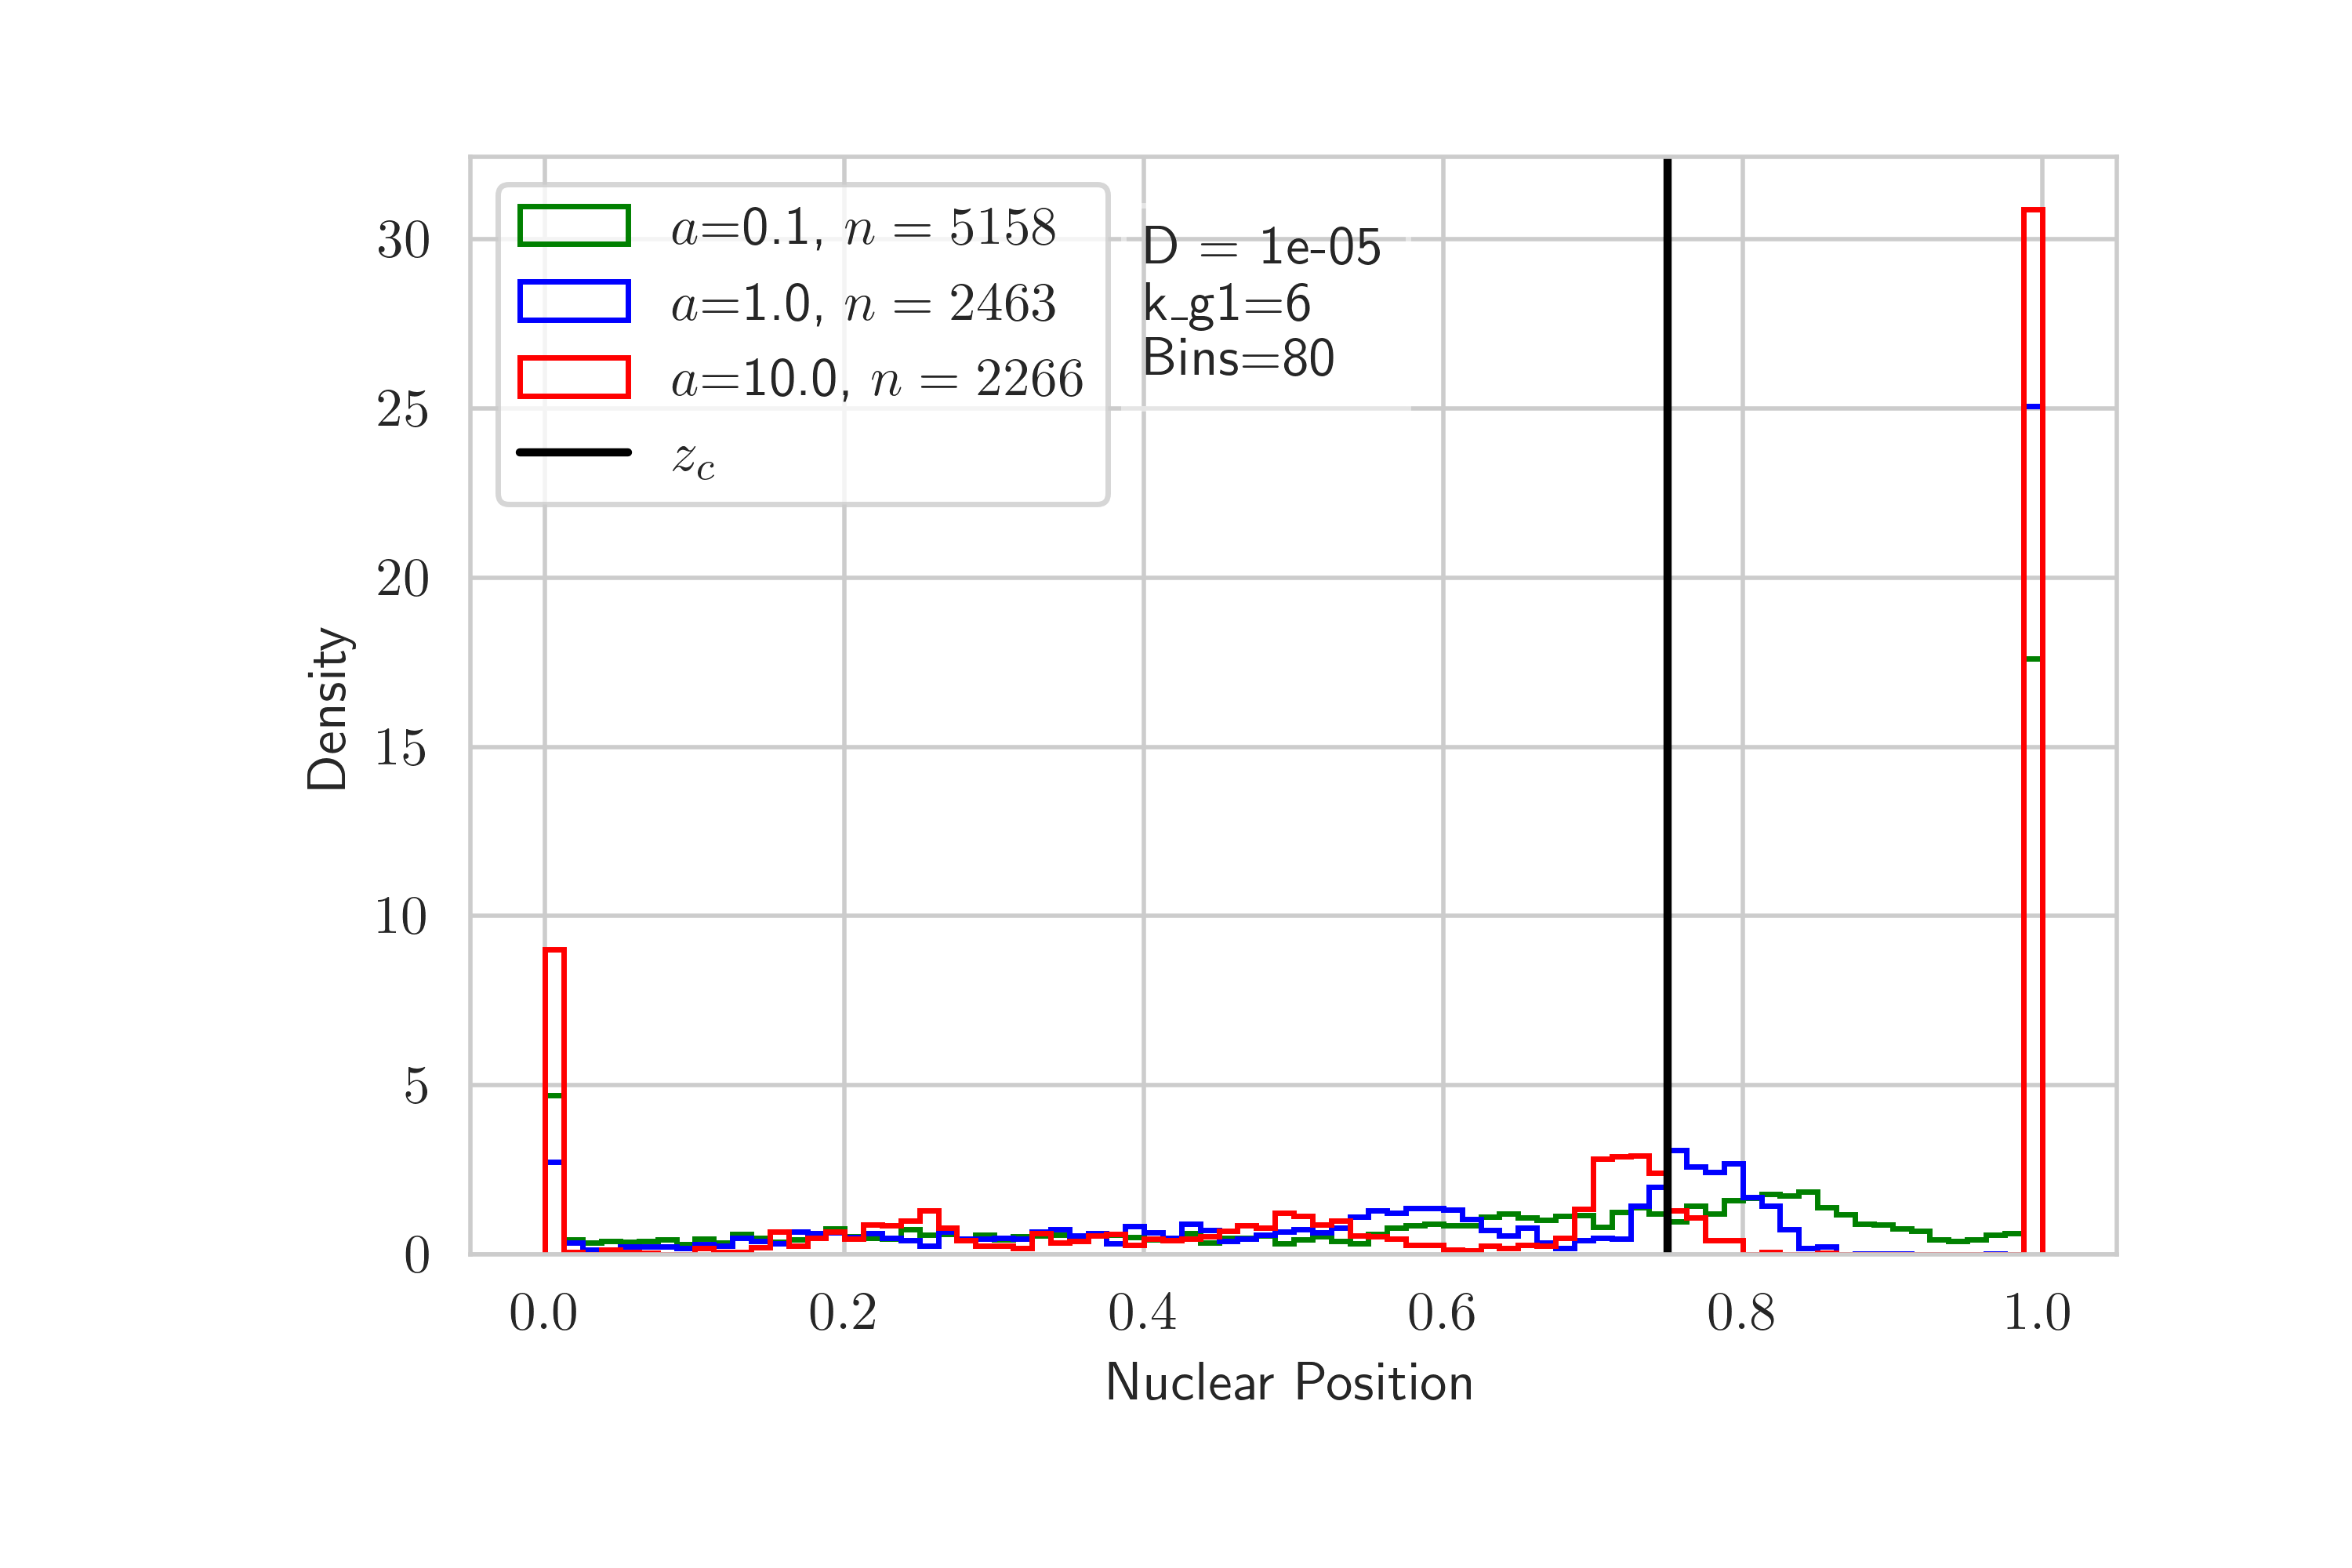 a=0.1, n = 5158
a=1.0, n = 2463
a=10.0, n = 2266
z_c
D = 1e-05
k_g1=6
Bins=80
30
25
20
15
10
5
0
Density
0.0 0.2 0.4 0.6 0.8 1.0
Nuclear Position